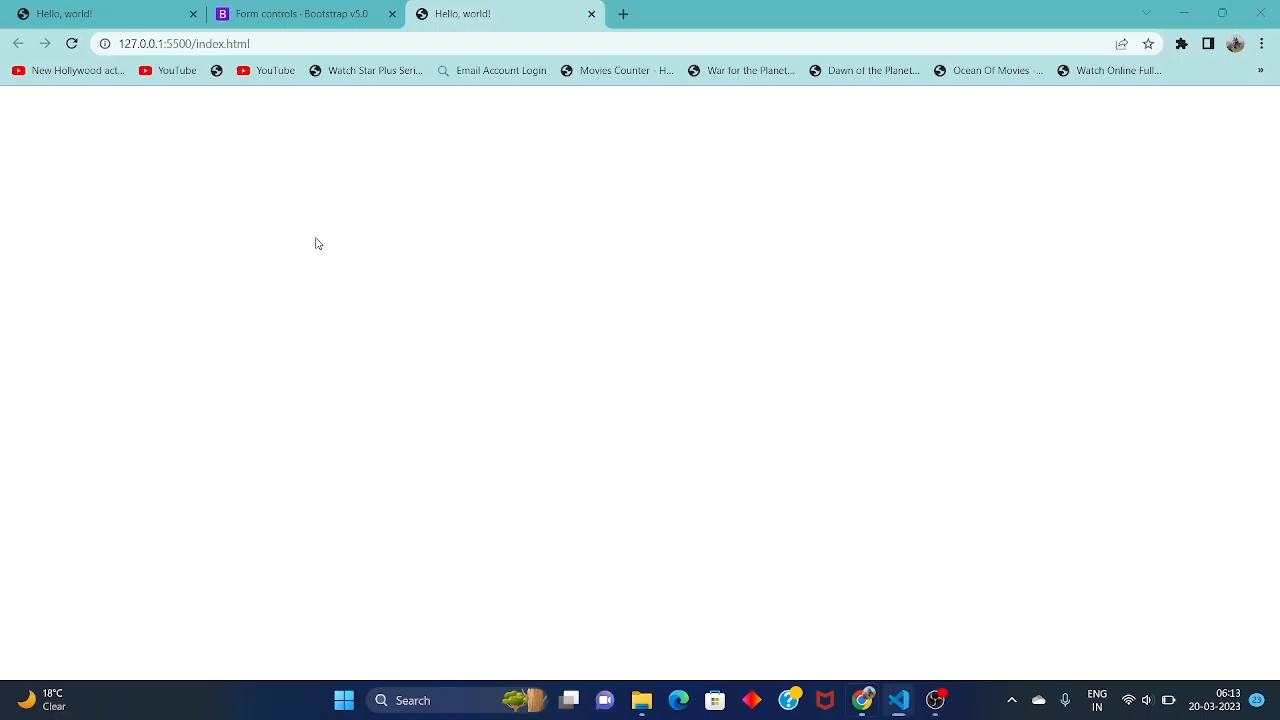 Hello, world!
Form controls · Bootstrap v5.0
Hello, world!
127.0.0.1:5500/index.html
New Hollywood act...
YouTube
YouTube
Watch Star Plus Seri...
Email Account Login
Movies Counter - H...
War for the Planet...
Dawn of the Planet...
Ocean Of Movies -...
Watch Online Full...
»
18°C
Clear
Search
ENG
IN
06:13
20-03-2023
23